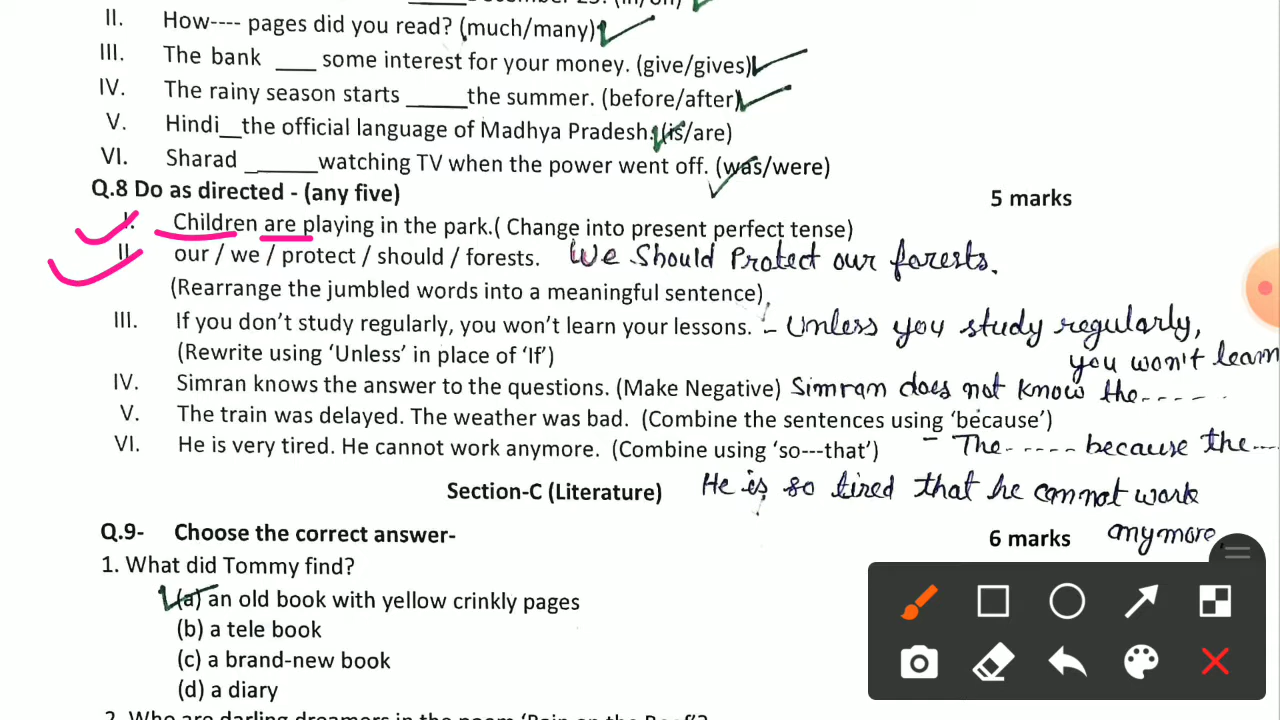 II. How---- pages did you read? (much/many)
III. The bank ____ some interest for your money. (give/gives)
IV. The rainy season starts ______the summer. (before/after)
V. Hindi__the official language of Madhya Pradesh. (is/are)
VI. Sharad _______watching TV when the power went off. (was/were)
Q.8 Do as directed - (any five) 5 marks
I. Children are playing in the park.( Change into present perfect tense)
II. our / we / protect / should / forests. We Should Protect our forests.
(Rearrange the jumbled words into a meaningful sentence)
III. If you don't study regularly, you won't learn your lessons. - Unless you study regularly,
(Rewrite using 'Unless' in place of 'If') you won't learn
IV. Simran knows the answer to the questions. (Make Negative) Simran does not know the-----
V. The train was delayed. The weather was bad. (Combine the sentences using 'because')
VI. He is very tired. He cannot work anymore. (Combine using 'so---that') - The----- because the---
Section-C (Literature) He is so tired that he cannot work
Q.9- Choose the correct answer- 6 marks anymore.
1. What did Tommy find?
(a) an old book with yellow crinkly pages
(b) a tele book
(c) a brand-new book
(d) a diary